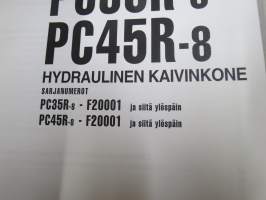 PC45R-8
HYDRAULINEN KAIVINKONE
SARJANUMEROT
PC35R-8 - F20001 ja siitä ylöspäin
PC45R-8 - F20001 ja siitä ylöspäin